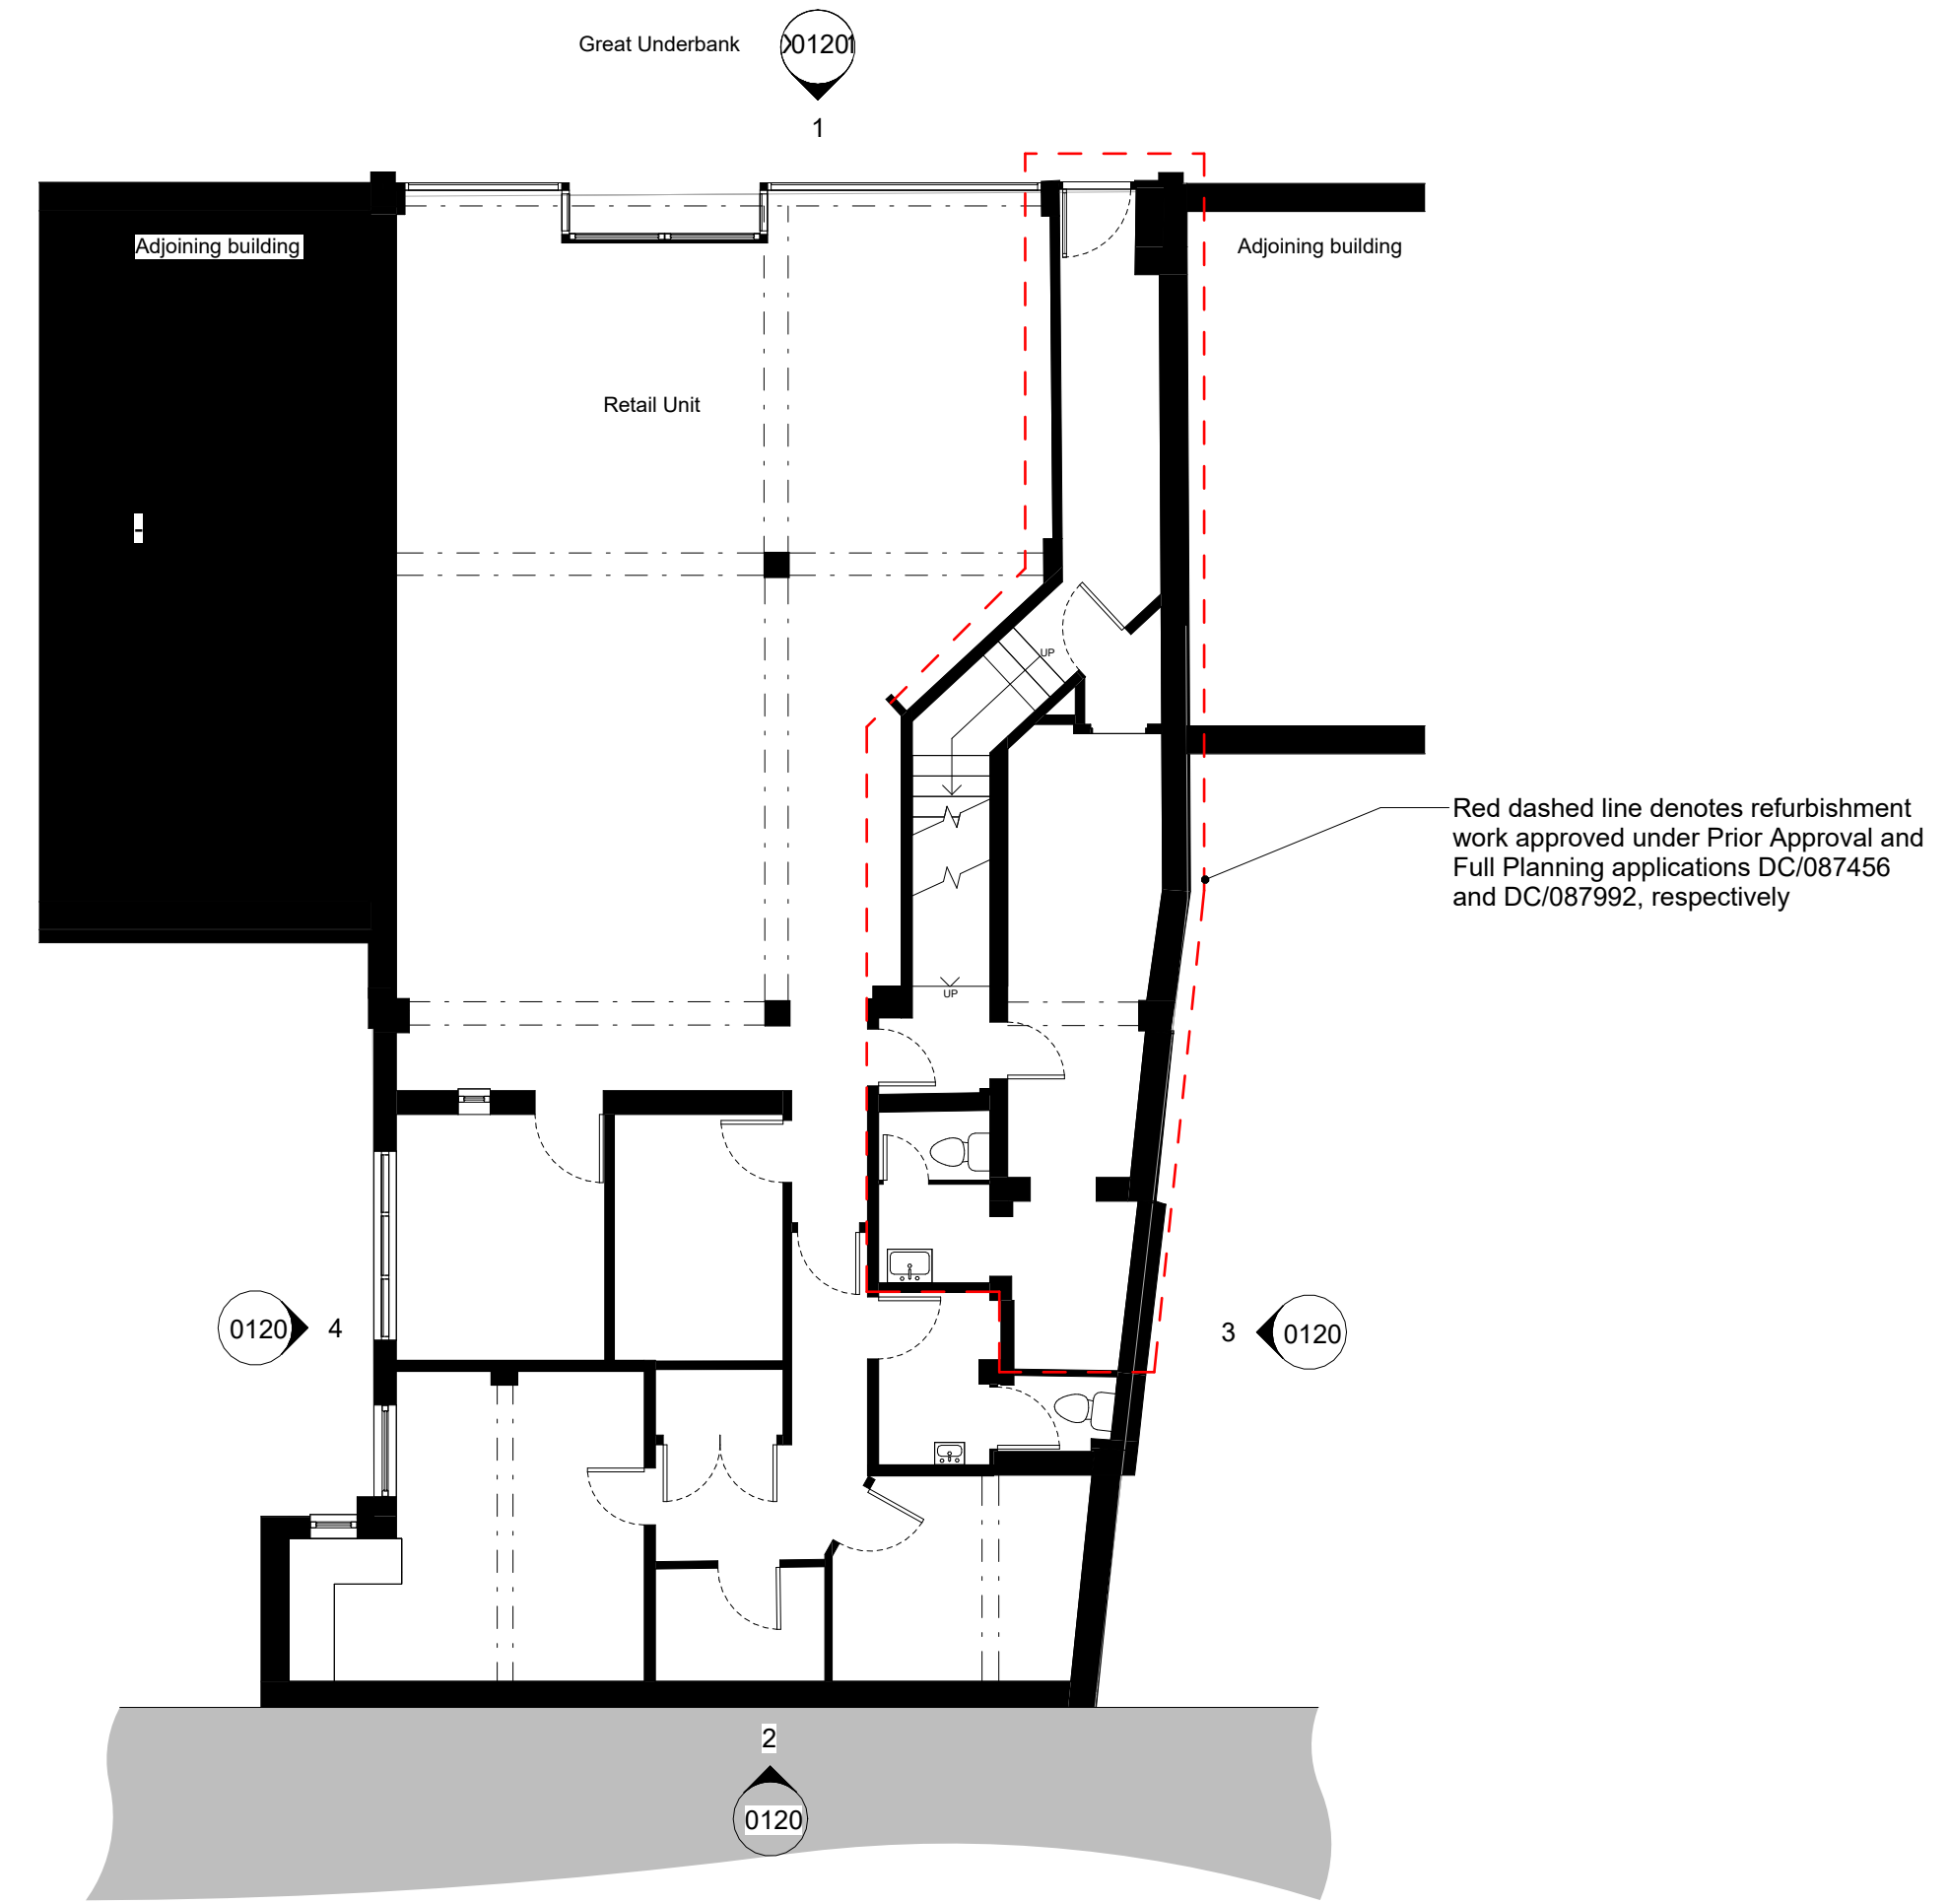 Great Underbank
X01201
1
Adjoining building
Adjoining building
Retail Unit
-
UP
Red dashed line denotes refurbishment
work approved under Prior Approval and
Full Planning applications DC/087456
and DC/087992, respectively
UP
0120
4
3
0120
2
0120